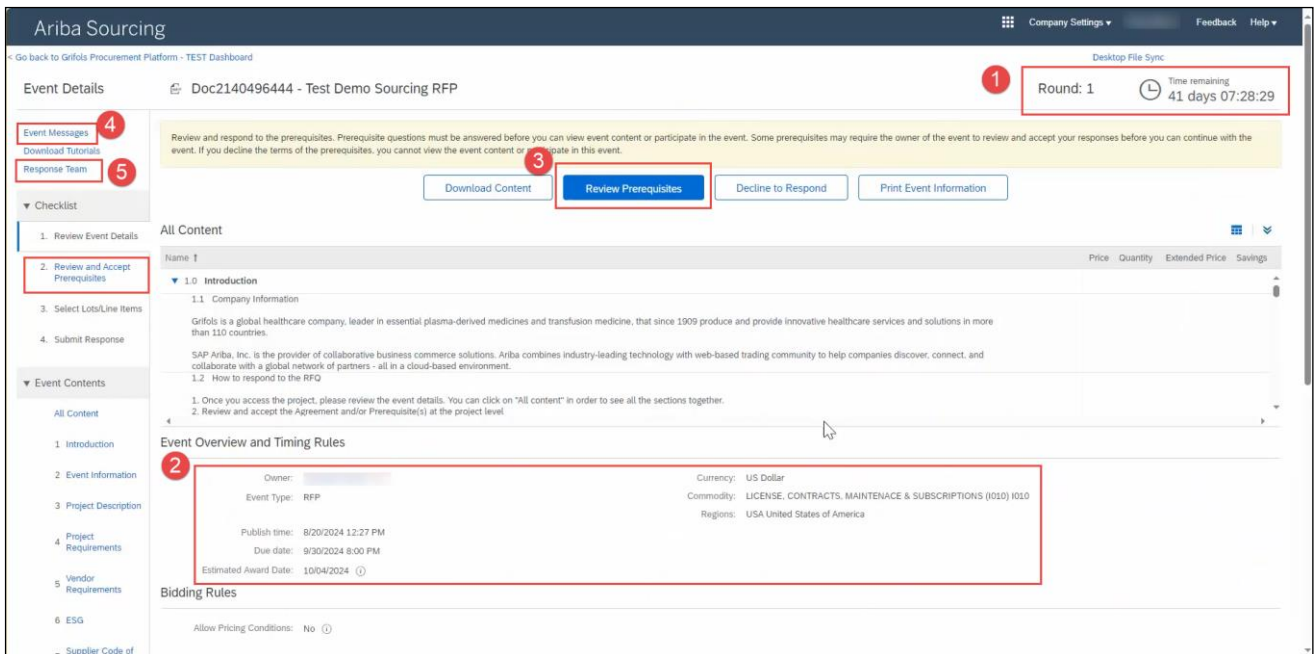 Ariba Sourcing
Company Settings ▾
Feedback
Help ▾
< Go back to Grifols Procurement Platform - TEST Dashboard
Desktop File Sync
Event Details
Doc2140496444 - Test Demo Sourcing RFP
1
Round: 1
Time remaining
41 days 07:28:29
Event Messages
4
Download Tutorials
Response Team
5
Review and respond to the prerequisites. Prerequisite questions must be answered before you can view event content or participate in the event. Some prerequisites may require the owner of the event to review and accept your responses before you can continue with the
event. If you decline the terms of the prerequisites, you cannot view the event content or participate in this event.
3
Download Content
Review Prerequisites
Decline to Respond
Print Event Information
▼ Checklist
1. Review Event Details
2. Review and Accept
Prerequisites
3. Select Lots/Line Items
4. Submit Response
▼ Event Contents
All Content
1 Introduction
2 Event Information
3 Project Description
4 Project
Requirements
5 Vendor
Requirements
6 ESG
Supplier Code of
All Content
Name ↑
Price
Quantity
Extended Price
Savings
▼ 1.0 Introduction
1.1 Company Information
Grifols is a global healthcare company, leader in essential plasma-derived medicines and transfusion medicine, that since 1909 produce and provide innovative healthcare services and solutions in more
than 110 countries.
SAP Ariba, Inc. is the provider of collaborative business commerce solutions. Ariba combines industry-leading technology with web-based trading community to help companies discover, connect, and
collaborate with a global network of partners - all in a cloud-based environment.
1.2 How to respond to the RFQ
1. Once you access the project, please review the event details. You can click on "All content" in order to see all the sections together.
2. Review and accept the Agreement and/or Prerequisite(s) at the project level
Event Overview and Timing Rules
2
Owner:
Event Type: RFP
Publish time: 8/20/2024 12:27 PM
Due date: 9/30/2024 8:00 PM
Estimated Award Date: 10/04/2024
Currency: US Dollar
Commodity: LICENSE, CONTRACTS, MAINTENACE & SUBSCRIPTIONS (I010) I010
Regions: USA United States of America
Bidding Rules
Allow Pricing Conditions: No